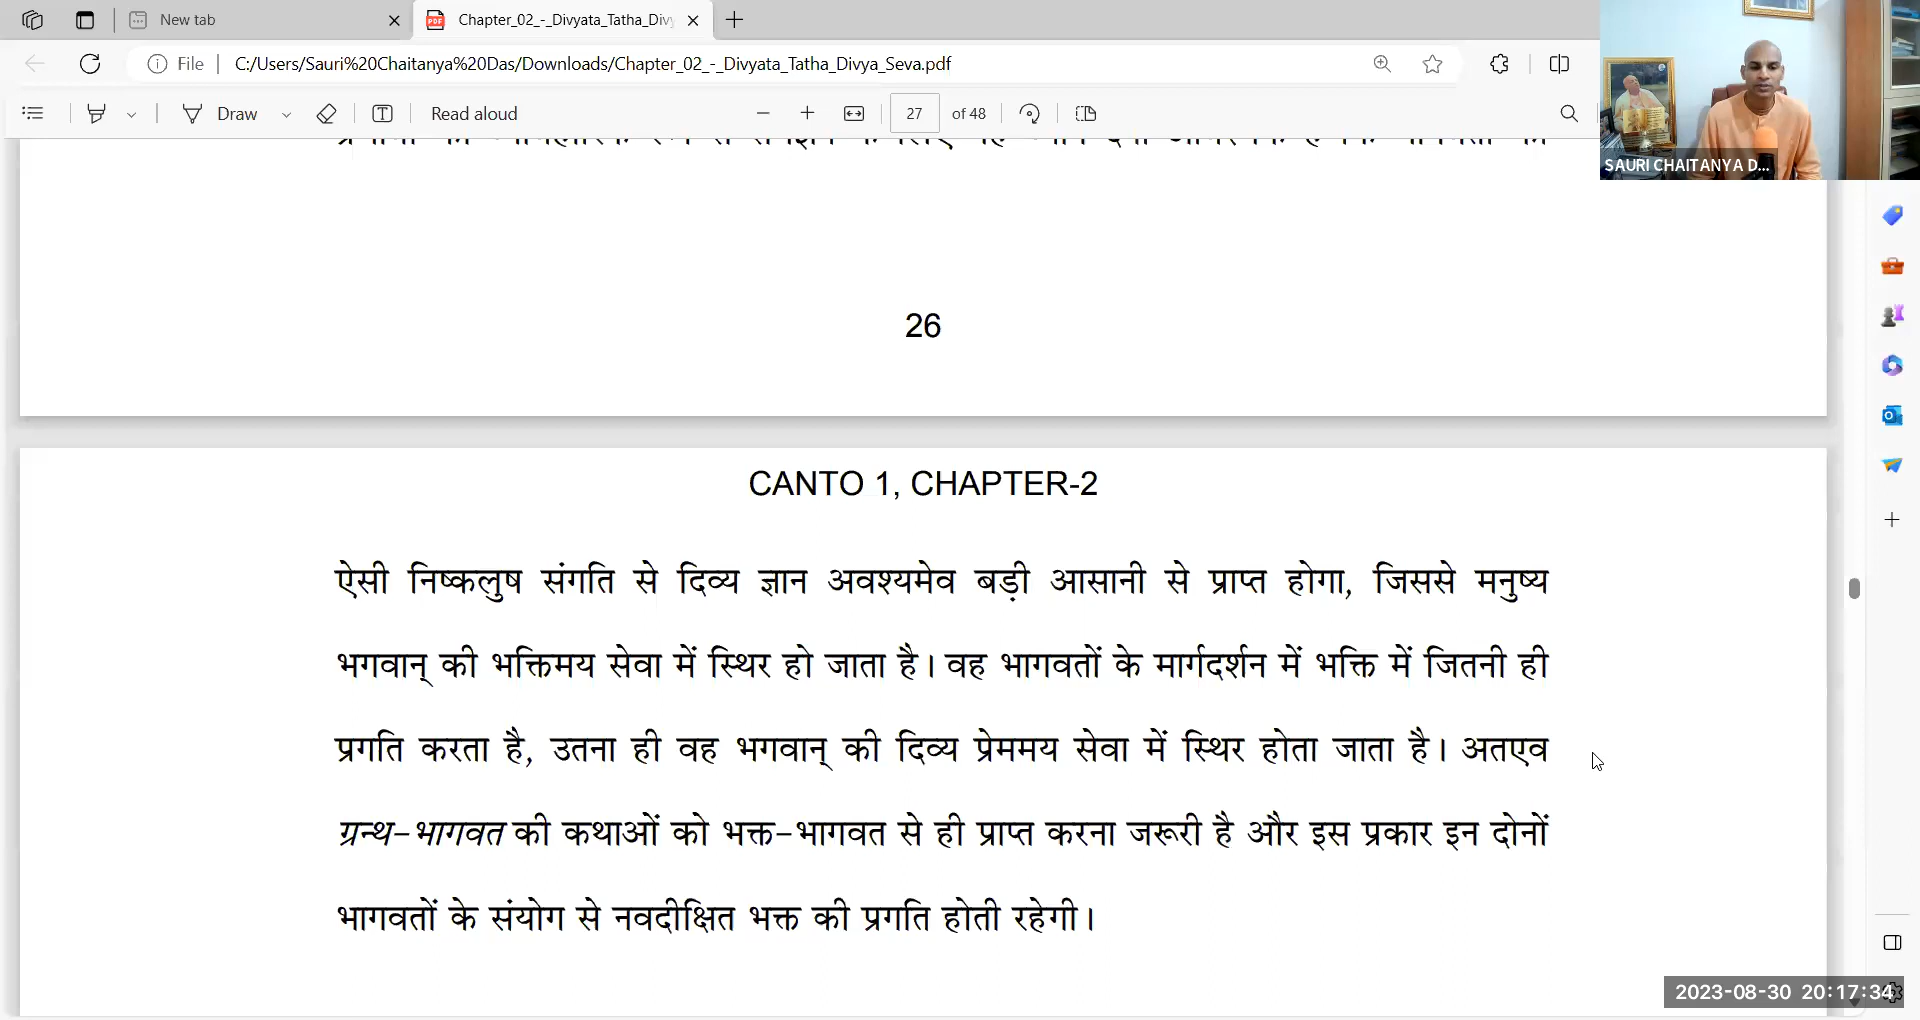 New tab
Chapter_02_-_Divyata_Tatha_Div
File
C:/Users/Sauri%20Chaitanya%20Das/Downloads/Chapter_02_-_Divyata_Tatha_Divya_Seva.pdf
Draw
Read aloud
27
of 48
SAURI CHAITANYA D...
26
CANTO 1, CHAPTER-2
ऐसी निष्कलुष संगति से दिव्य ज्ञान अवश्यमेव बड़ी आसानी से प्राप्त होगा, जिससे मनुष्य
भगवान् की भक्तिमय सेवा में स्थिर हो जाता है। वह भागवतों के मार्गदर्शन में भक्ति में जितनी ही
प्रगति करता है, उतना ही वह भगवान् की दिव्य प्रेममय सेवा में स्थिर होता जाता है। अतएव
ग्रन्थ-भागवत की कथाओं को भक्त-भागवत से ही प्राप्त करना जरूरी है और इस प्रकार इन दोनों
भागवतों के संयोग से नवदीक्षित भक्त की प्रगति होती रहेगी।
2023-08-30 20:17:34